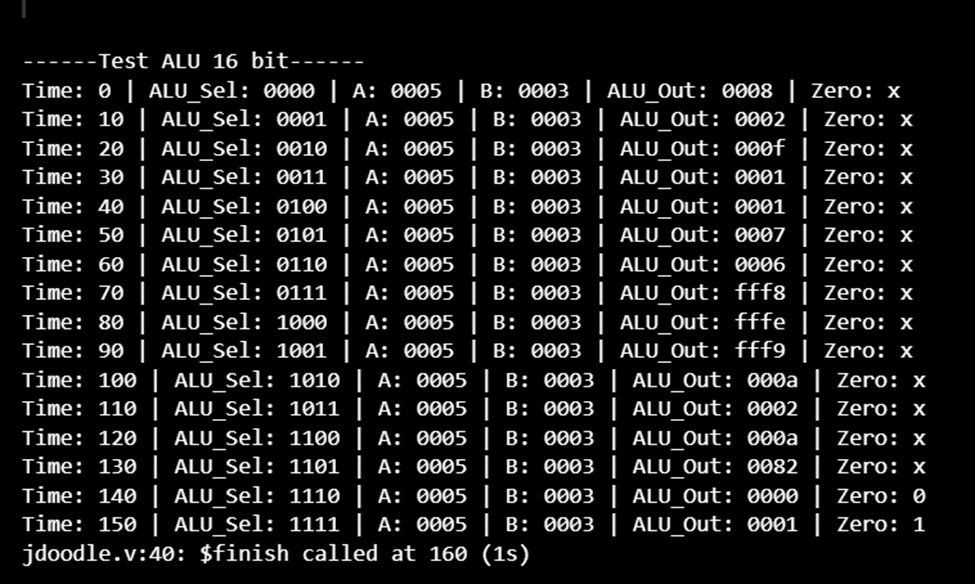 ------Test ALU 16 bit------
Time: 0 | ALU_Sel: 0000 | A: 0005 | B: 0003 | ALU_Out: 0008 | Zero: x
Time: 10 | ALU_Sel: 0001 | A: 0005 | B: 0003 | ALU_Out: 0002 | Zero: x
Time: 20 | ALU_Sel: 0010 | A: 0005 | B: 0003 | ALU_Out: 000f | Zero: x
Time: 30 | ALU_Sel: 0011 | A: 0005 | B: 0003 | ALU_Out: 0001 | Zero: x
Time: 40 | ALU_Sel: 0100 | A: 0005 | B: 0003 | ALU_Out: 0001 | Zero: x
Time: 50 | ALU_Sel: 0101 | A: 0005 | B: 0003 | ALU_Out: 0007 | Zero: x
Time: 60 | ALU_Sel: 0110 | A: 0005 | B: 0003 | ALU_Out: 0006 | Zero: x
Time: 70 | ALU_Sel: 0111 | A: 0005 | B: 0003 | ALU_Out: fff8 | Zero: x
Time: 80 | ALU_Sel: 1000 | A: 0005 | B: 0003 | ALU_Out: fffe | Zero: x
Time: 90 | ALU_Sel: 1001 | A: 0005 | B: 0003 | ALU_Out: fff9 | Zero: x
Time: 100 | ALU_Sel: 1010 | A: 0005 | B: 0003 | ALU_Out: 000a | Zero: x
Time: 110 | ALU_Sel: 1011 | A: 0005 | B: 0003 | ALU_Out: 0002 | Zero: x
Time: 120 | ALU_Sel: 1100 | A: 0005 | B: 0003 | ALU_Out: 000a | Zero: x
Time: 130 | ALU_Sel: 1101 | A: 0005 | B: 0003 | ALU_Out: 0082 | Zero: x
Time: 140 | ALU_Sel: 1110 | A: 0005 | B: 0003 | ALU_Out: 0000 | Zero: 0
Time: 150 | ALU_Sel: 1111 | A: 0005 | B: 0003 | ALU_Out: 0001 | Zero: 1
jdoodle.v:40: $finish called at 160 (1s)